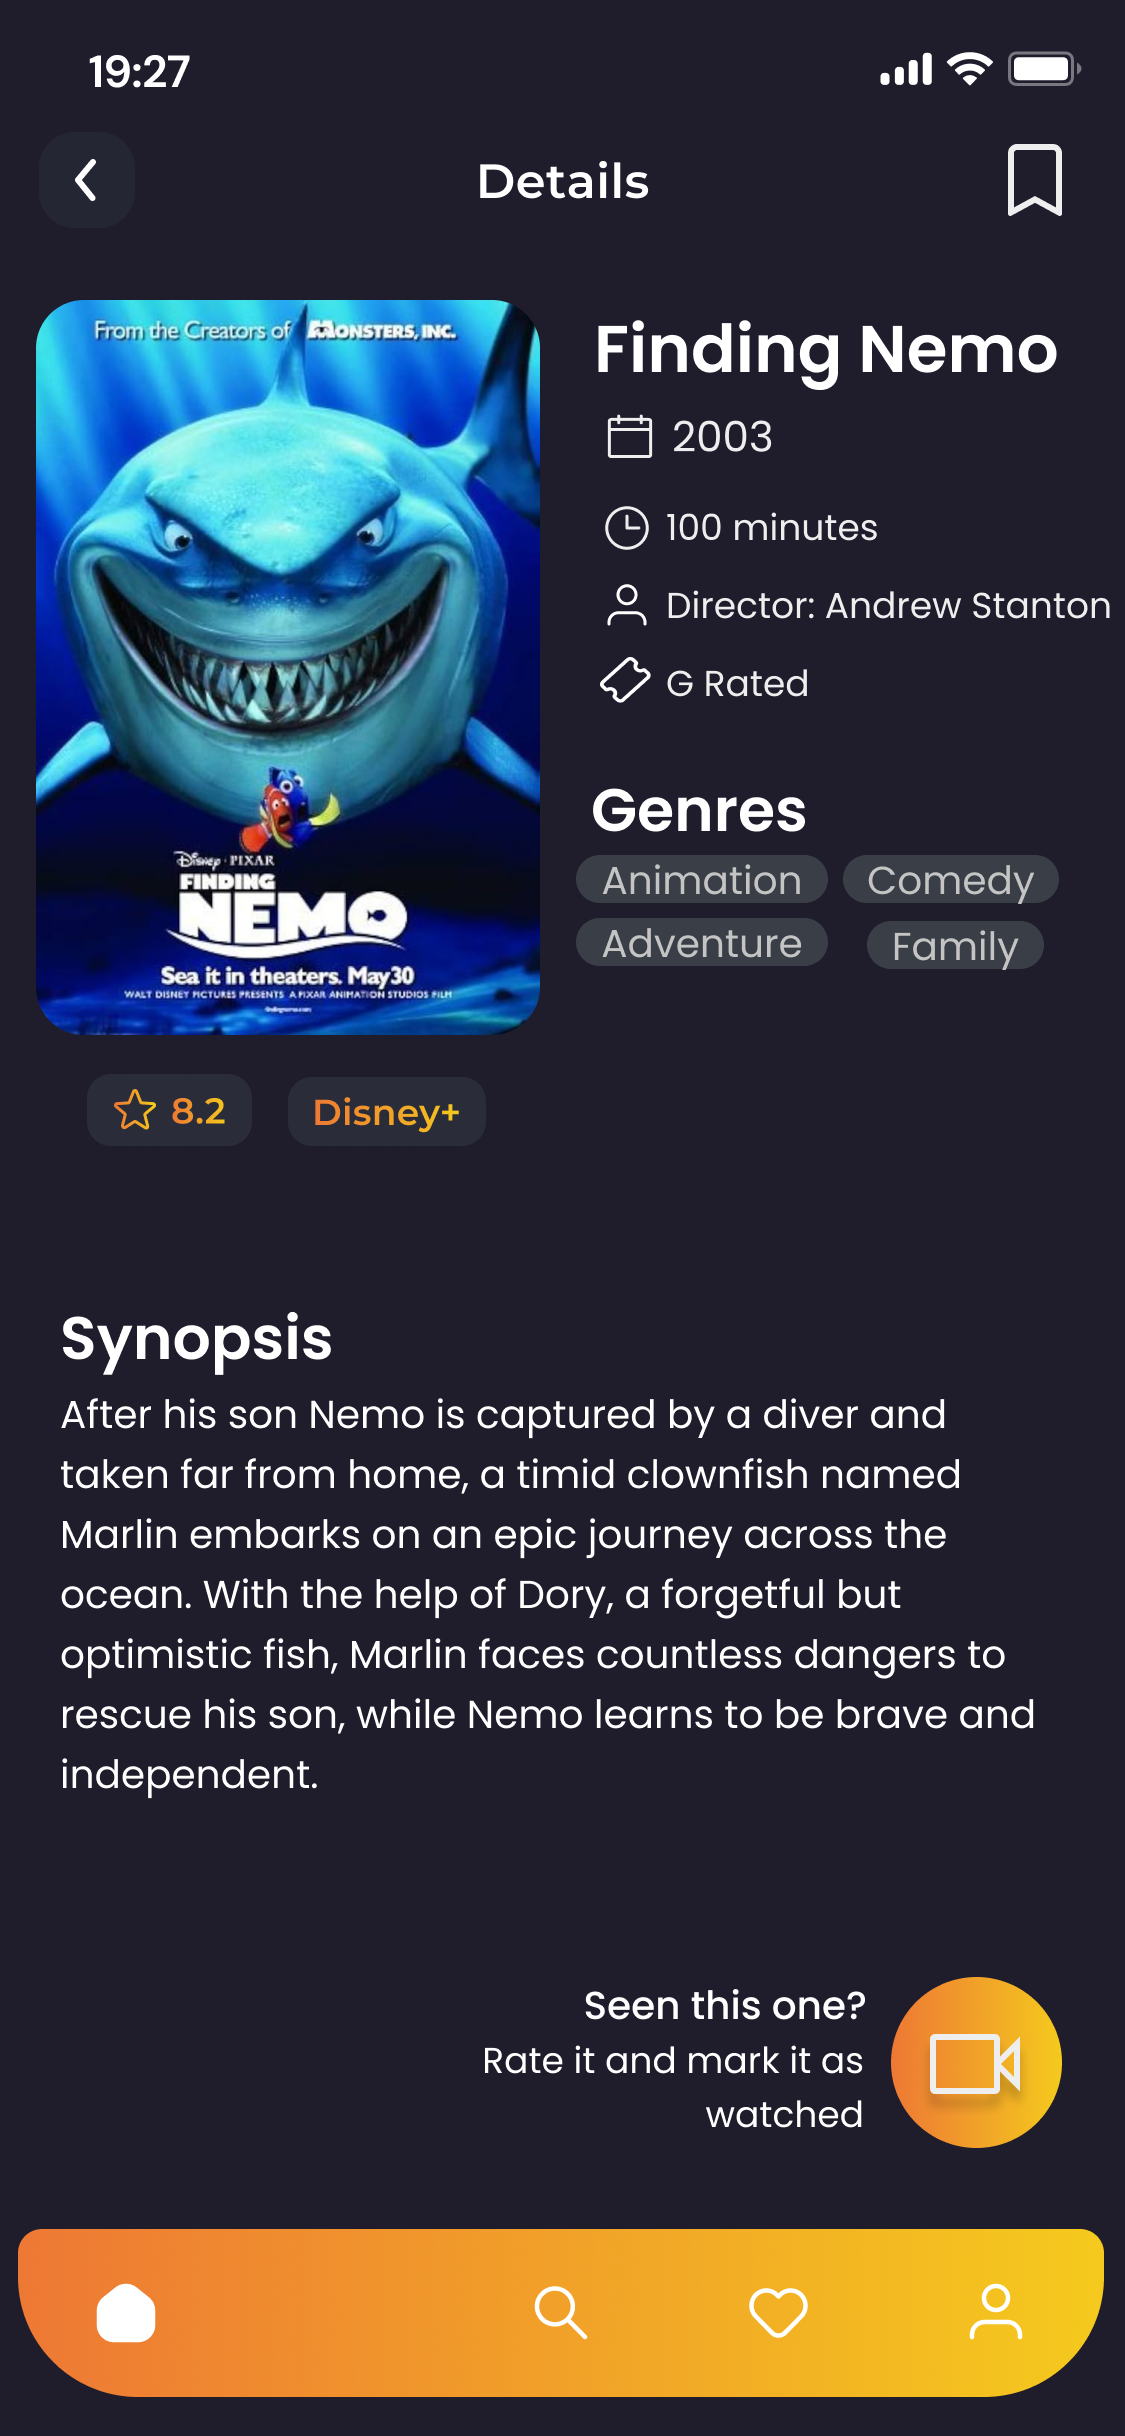 19:27
Details
From the Creators of MONSTERS, INC.
Disney · PIXAR
FINDING
NEMO
Sea it in theaters. May 30
WALT DISNEY PICTURES PRESENTS A PIXAR ANIMATION STUDIOS FILM
Finding Nemo
2003
100 minutes
Director: Andrew Stanton
G Rated
Genres
Animation
Comedy
Adventure
Family
8.2
Disney+
Synopsis
After his son Nemo is captured by a diver and
taken far from home, a timid clownfish named
Marlin embarks on an epic journey across the
ocean. With the help of Dory, a forgetful but
optimistic fish, Marlin faces countless dangers to
rescue his son, while Nemo learns to be brave and
independent.
Seen this one?
Rate it and mark it as
watched